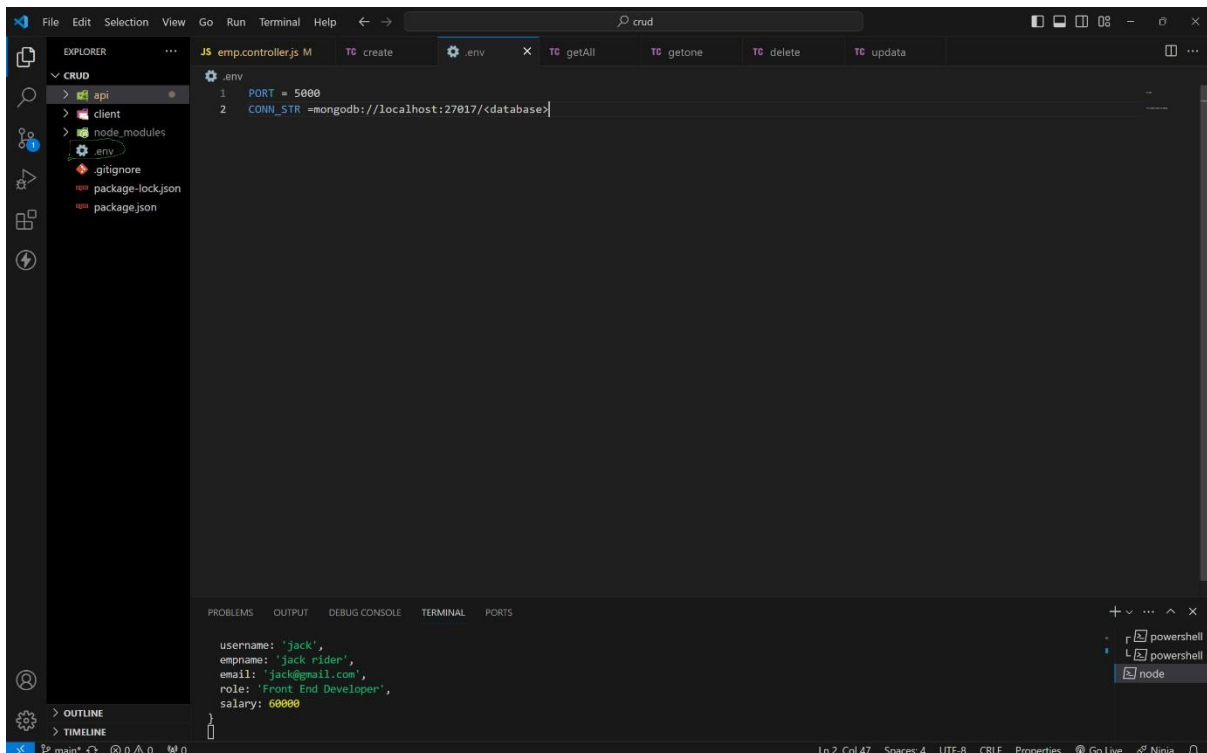 File Edit Selection View Go Run Terminal Help
crud
EXPLORER
JS emp.controller.js M
TC create
.env
TC getAll
TC getone
TC delete
TC updata
CRUD
api
client
node_modules
.env
.gitignore
package-lock.json
package.json
.env
1 PORT = 5000
2 CONN_STR =mongodb://localhost:27017/<database>
1
PROBLEMS OUTPUT DEBUG CONSOLE TERMINAL PORTS
username: 'jack',
empname: 'jack rider',
email: 'jack@gmail.com',
role: 'Front End Developer',
salary: 60000
}
powershell
powershell
node
OUTLINE
TIMELINE
main* 0 0 0 Ln 2, Col 47 Spaces: 4 UTF-8 CRLF Properties Go Live Ninja